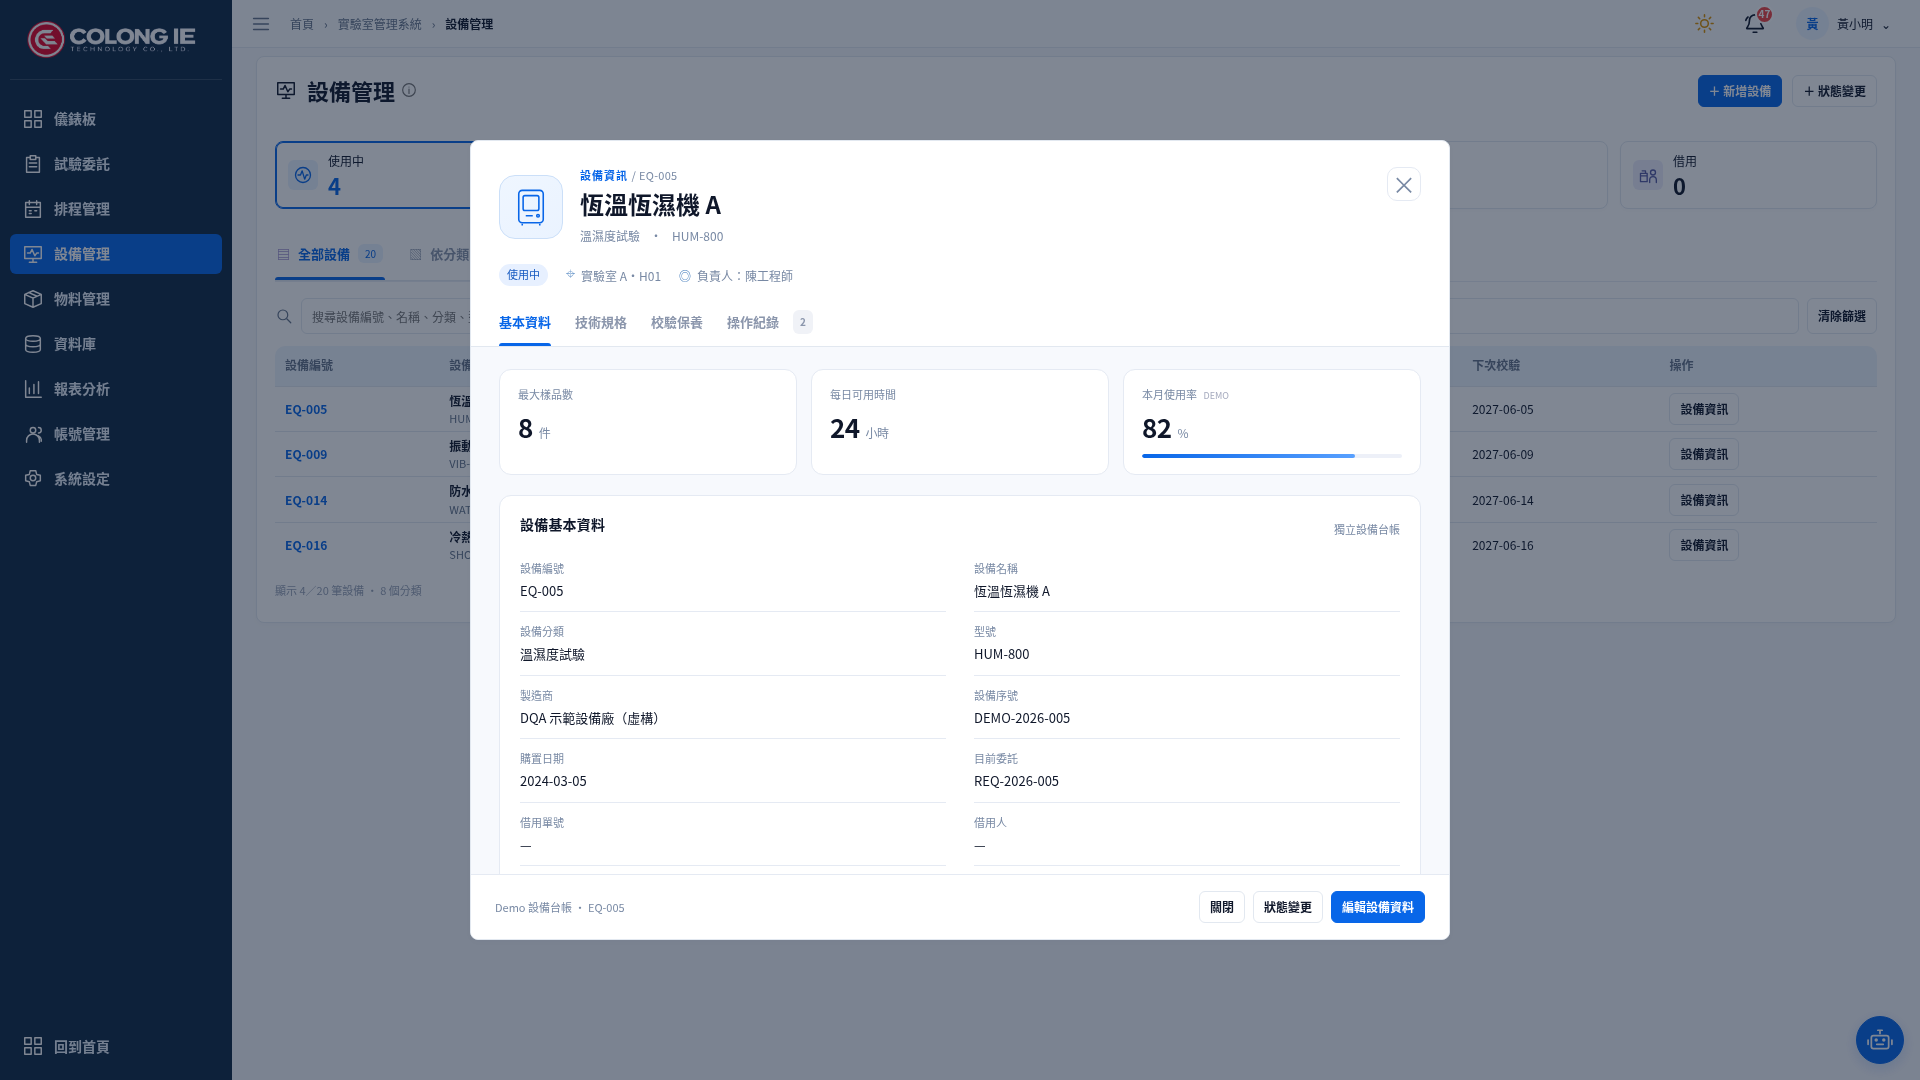 COLONG IE
TECHNOLOGY CO., LTD.
儀錶板
試驗委託
排程管理
設備管理
物料管理
資料庫
報表分析
帳號管理
系統設定
回到首頁
首頁 › 實驗室管理系統 › 設備管理
47
黃 黃小明
設備管理
+ 新增設備
+ 狀態變更
使用中
4
借用
0
全部設備 20
依分類
搜尋設備編號、名稱、分類、
清除篩選
設備編號 設備 下次校驗 操作
EQ-005 恆溫 2027-06-05 設備資訊
HUM
EQ-009 振動 2027-06-09 設備資訊
VIB-
EQ-014 防水 2027-06-14 設備資訊
WAT
EQ-016 冷熱 2027-06-16 設備資訊
SHO
顯示 4／20 筆設備 • 8 個分類
設備資訊 / EQ-005
恆溫恆濕機 A
溫濕度試驗 • HUM-800
使用中 實驗室 A • H01 負責人：陳工程師
基本資料 技術規格 校驗保養 操作紀錄 2
最大樣品數
8 件
每日可用時間
24 小時
本月使用率 DEMO
82 %
設備基本資料
獨立設備台帳
設備編號
EQ-005
設備名稱
恆溫恆濕機 A
設備分類
溫濕度試驗
型號
HUM-800
製造商
DQA 示範設備廠（虛構）
設備序號
DEMO-2026-005
購置日期
2024-03-05
目前委託
REQ-2026-005
借用單號
—
借用人
—
Demo 設備台帳 • EQ-005
關閉
狀態變更
編輯設備資料